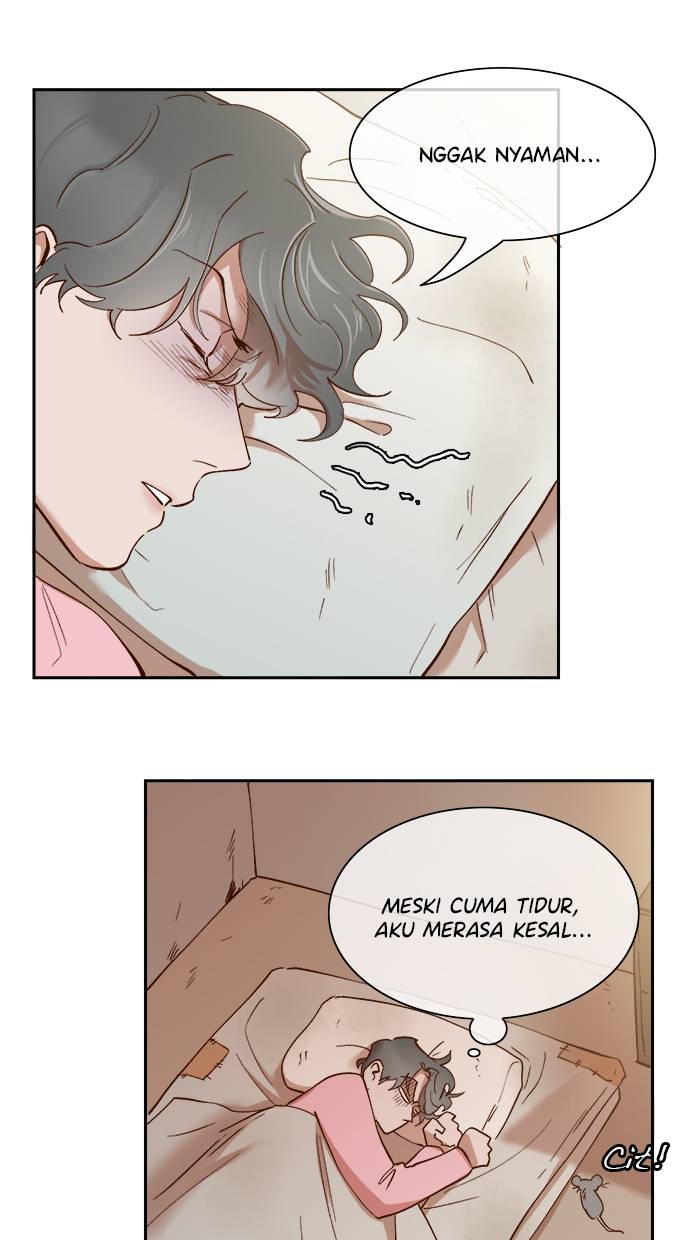 NGGAK NYAMAN...
MESKI CUMA TIDUR,
AKU MERASA KESAL...
Cit!